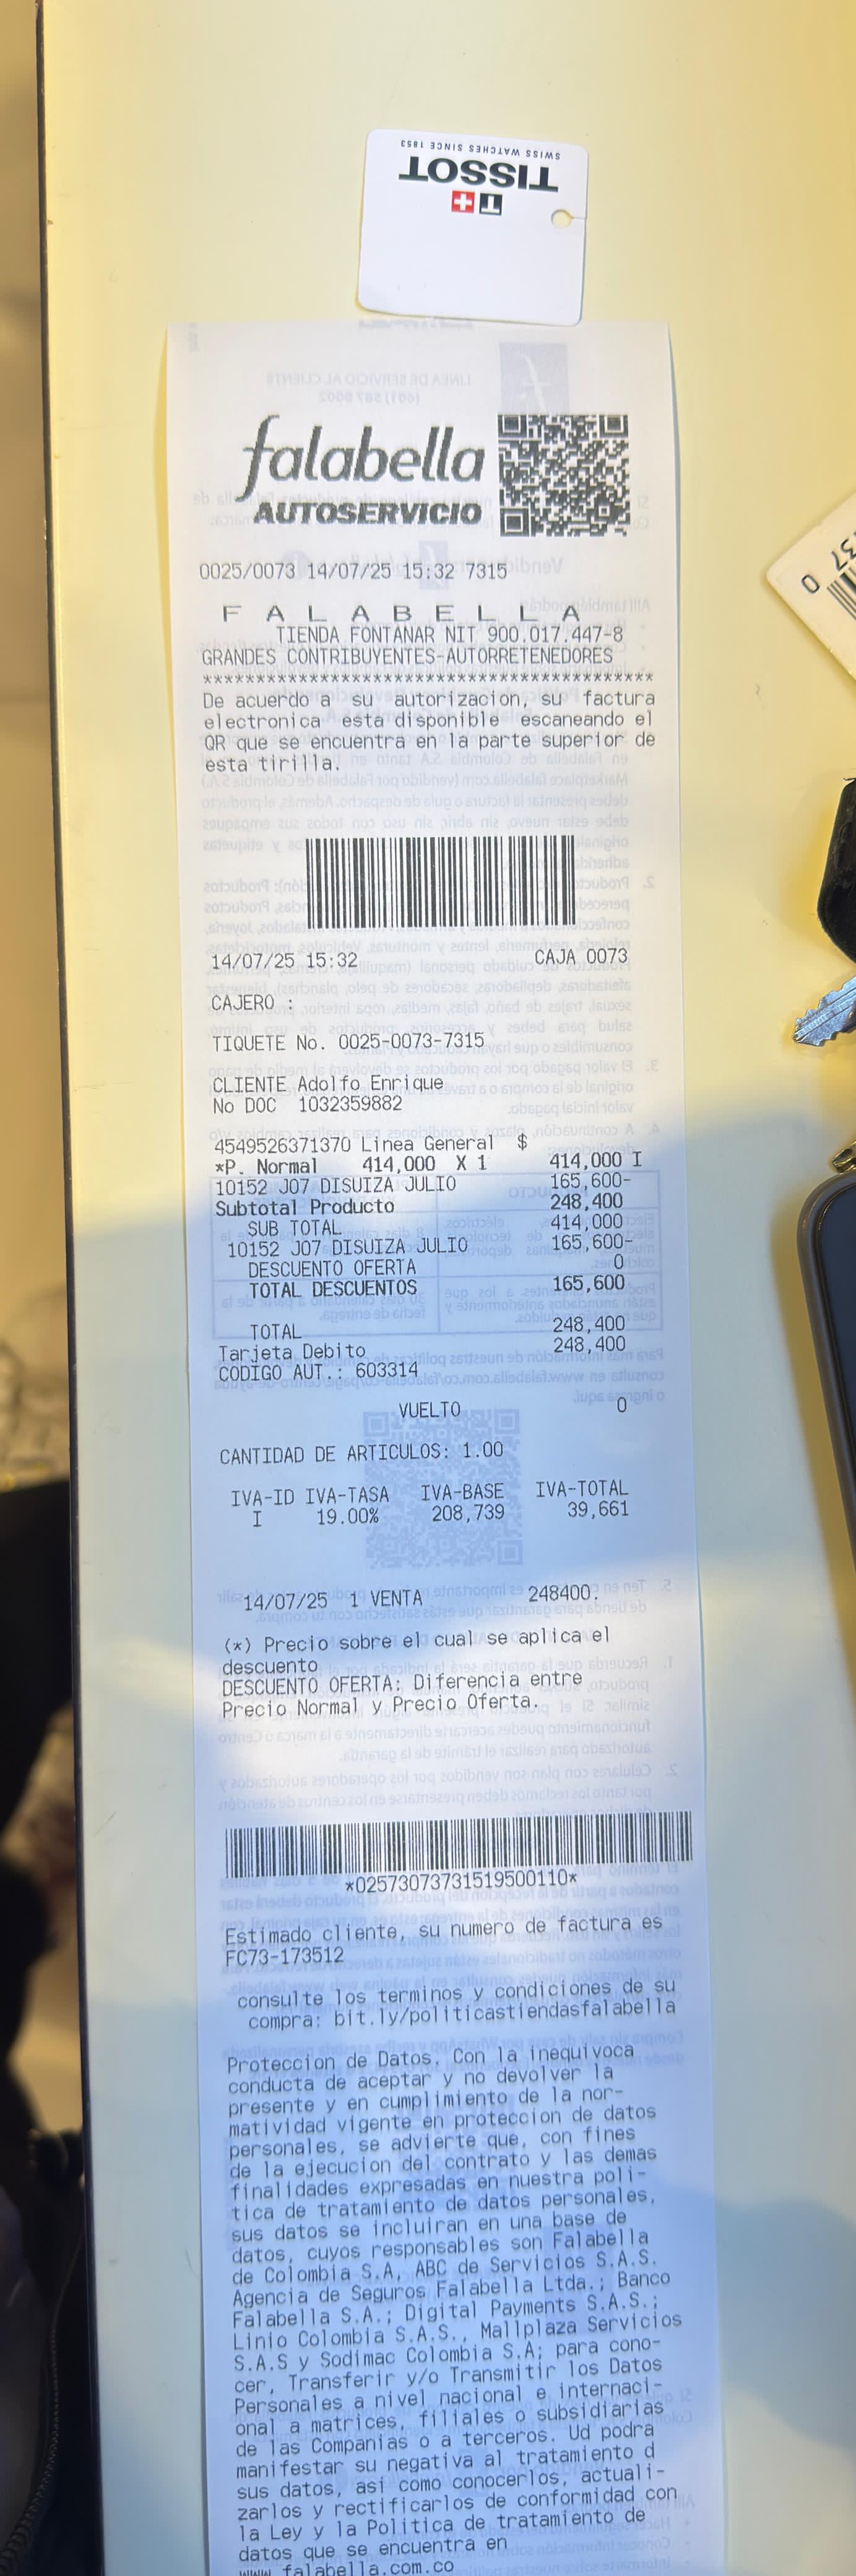 TISSOT
SWISS WATCHES SINCE 1853
LINEA DE SERVICIO AL CLIENTE
(601) 587 8002
falabella
AUTOSERVICIO
0025/0073 14/07/25 15:32 7315
F A L A B E L L A
TIENDA FONTANAR NIT 900.017.447-8
GRANDES CONTRIBUYENTES-AUTORRETENEDORES
*******************************************
De acuerdo a su autorizacion, su factura
electronica esta disponible escaneando el
QR que se encuentra en la parte superior de
esta tirilla.
14/07/25 15:32 CAJA 0073
CAJERO :
TIQUETE No. 0025-0073-7315
CLIENTE Adolfo Enrique
No DOC 1032359882
4549526371370 Linea General $
*P. Normal 414,000 X 1 414,000 I
10152 J07 DISUIZA JULIO 165,600-
Subtotal Producto 248,400
SUB TOTAL 414,000
10152 J07 DISUIZA JULIO 165,600-
DESCUENTO OFERTA 0
TOTAL DESCUENTOS 165,600
TOTAL 248,400
Tarjeta Debito 248,400
CODIGO AUT.: 603314
VUELTO 0
CANTIDAD DE ARTICULOS: 1.00
IVA-ID IVA-TASA IVA-BASE IVA-TOTAL
I 19.00% 208,739 39,661
14/07/25 1 VENTA 248400.
(*) Precio sobre el cual se aplica el
descuento
DESCUENTO OFERTA: Diferencia entre
Precio Normal y Precio Oferta.
*02573073731519500110*
Estimado cliente, su numero de factura es
FC73-173512
consulte los terminos y condiciones de su
compra: bit.ly/politicastiendasfalabella
Proteccion de Datos. Con la inequivoca
conducta de aceptar y no devolver la
presente y en cumplimiento de la nor-
matividad vigente en proteccion de datos
personales, se advierte que, con fines
de la ejecucion del contrato y las demas
finalidades expresadas en nuestra poli-
tica de tratamiento de datos personales,
sus datos se incluiran en una base de
datos, cuyos responsables son Falabella
de Colombia S.A, ABC de Servicios S.A.S.
Agencia de Seguros Falabella Ltda.; Banco
Falabella S.A.; Digital Payments S.A.S.;
Linio Colombia S.A.S., Mallplaza Servicios
S.A.S y Sodimac Colombia S.A; para cono-
cer, Transferir y/o Transmitir los Datos
Personales a nivel nacional e internaci-
onal a matrices, filiales o subsidiarias
de las Companias o a terceros. Ud podra
manifestar su negativa al tratamiento d
sus datos, asi como conocerlos, actuali-
zarlos y rectificarlos de conformidad con
la Ley y la Politica de tratamiento de
datos que se encuentra en
www.falabella.com.co